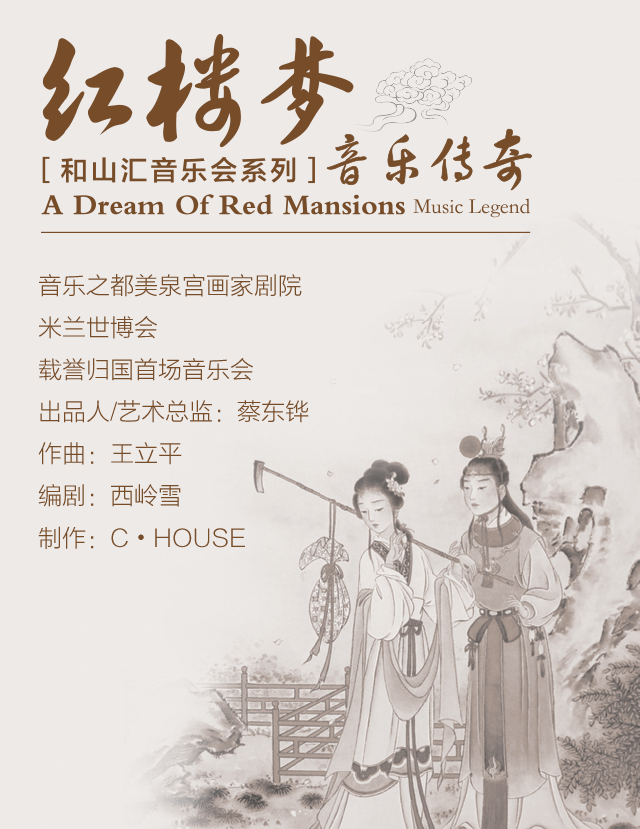 红楼梦
[ 和山汇音乐会系列 ] 音乐传奇
A Dream Of Red Mansions Music Legend
音乐之都美泉宫画家剧院
米兰世博会
载誉归国首场音乐会
出品人/艺术总监：蔡东铧
作曲：王立平
编剧：西岭雪
制作：C·HOUSE